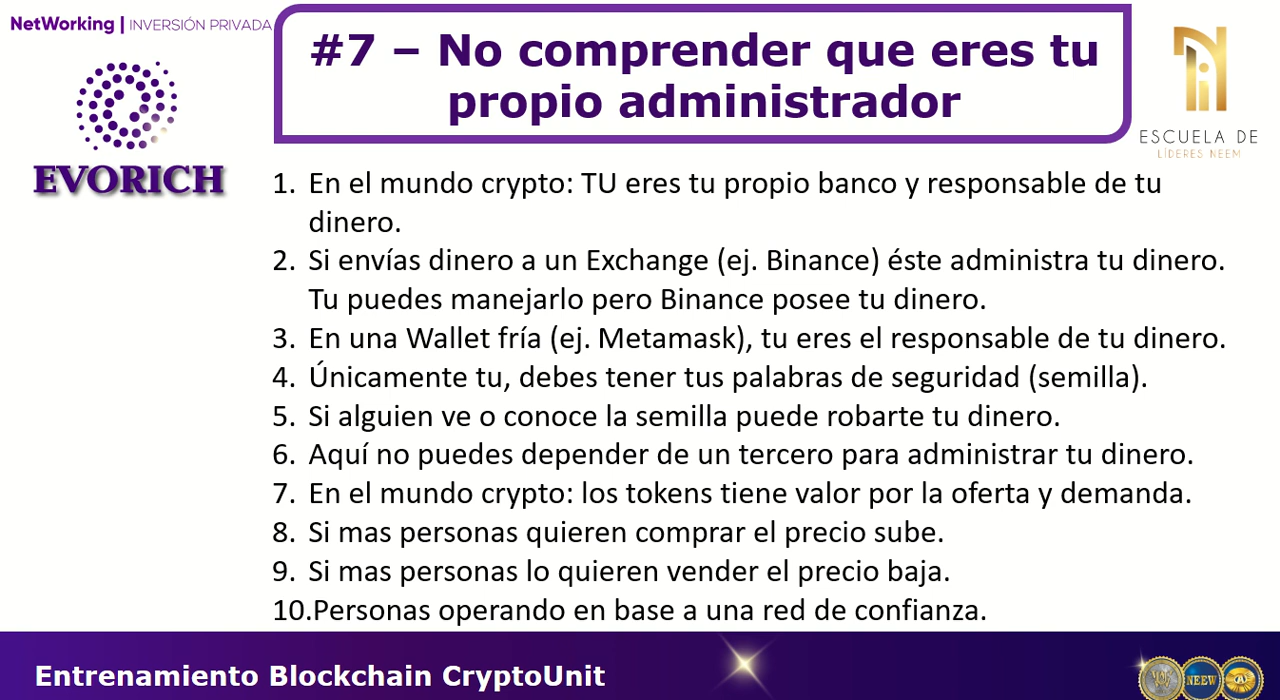 NetWorking | INVERSIÓN PRIVADA
#7 – No comprender que eres tu
propio administrador
ESCUELA DE
LÍDERES NEEM
EVORICH
1. En el mundo crypto: TU eres tu propio banco y responsable de tu
dinero.
2. Si envías dinero a un Exchange (ej. Binance) éste administra tu dinero.
Tu puedes manejarlo pero Binance posee tu dinero.
3. En una Wallet fría (ej. Metamask), tu eres el responsable de tu dinero.
4. Únicamente tu, debes tener tus palabras de seguridad (semilla).
5. Si alguien ve o conoce la semilla puede robarte tu dinero.
6. Aquí no puedes depender de un tercero para administrar tu dinero.
7. En el mundo crypto: los tokens tiene valor por la oferta y demanda.
8. Si mas personas quieren comprar el precio sube.
9. Si mas personas lo quieren vender el precio baja.
10.Personas operando en base a una red de confianza.
Entrenamiento Blockchain CryptoUnit
NEEW